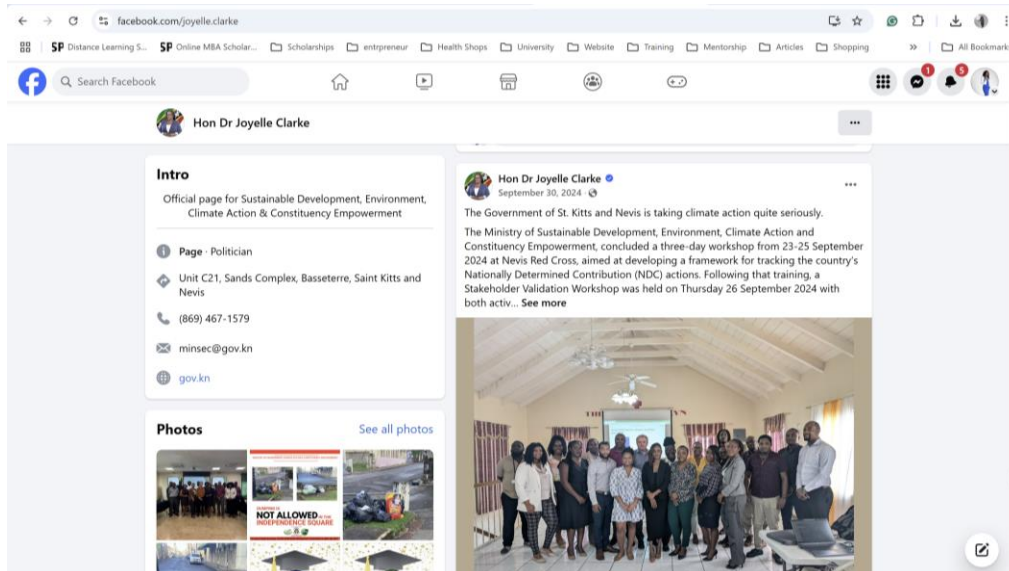 facebook.com/joyelle.clarke
SP Distance Learning S...
SP Online MBA Scholar...
Scholarships
entrpreneur
Health Shops
University
Website
Training
Mentorship
Articles
Shopping
»
All Bookmark
Search Facebook
1
5
Hon Dr Joyelle Clarke
Intro
Official page for Sustainable Development, Environment,
Climate Action & Constituency Empowerment
Page · Politician
Unit C21, Sands Complex, Basseterre, Saint Kitts and
Nevis
(869) 467-1579
minsec@gov.kn
gov.kn
Photos
See all photos
NOT ALLOWED IN THE
INDEPENDENCE SQUARE
Hon Dr Joyelle Clarke
September 30, 2024 ·
The Government of St. Kitts and Nevis is taking climate action quite seriously.
The Ministry of Sustainable Development, Environment, Climate Action and
Constituency Empowerment, concluded a three-day workshop from 23-25 September
2024 at Nevis Red Cross, aimed at developing a framework for tracking the country's
Nationally Determined Contribution (NDC) actions. Following that training, a
Stakeholder Validation Workshop was held on Thursday 26 September 2024 with
both activ... See more